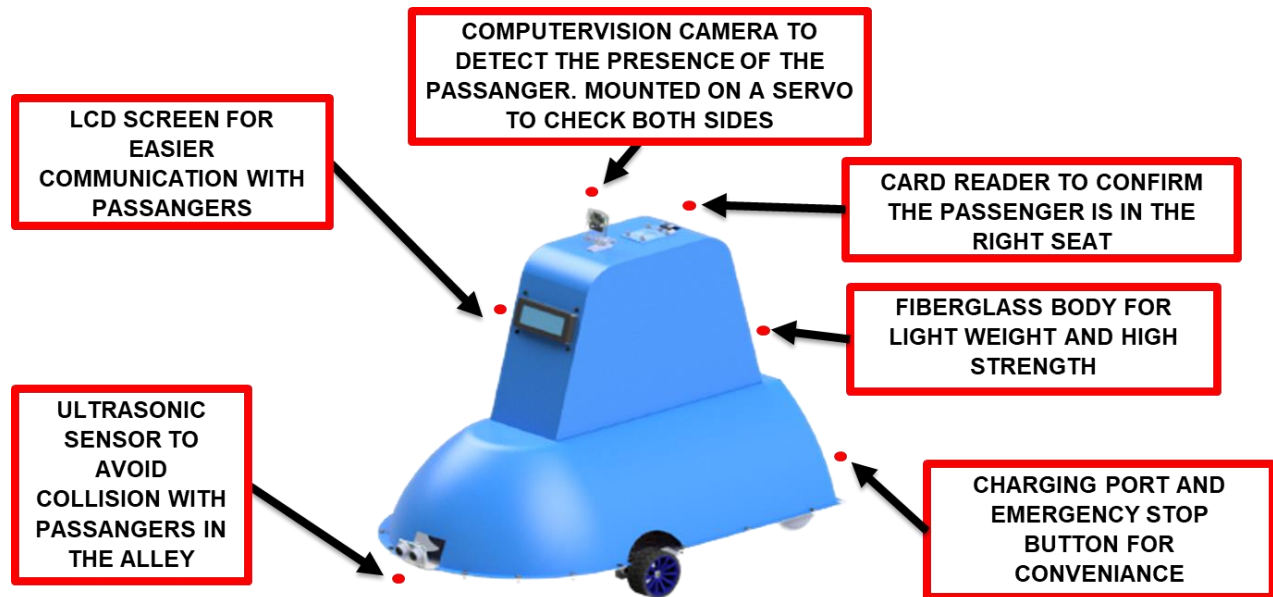 COMPUTERVISION CAMERA TO
DETECT THE PRESENCE OF THE
PASSANGER. MOUNTED ON A SERVO
TO CHECK BOTH SIDES
LCD SCREEN FOR
EASIER
COMMUNICATION WITH
PASSANGERS
CARD READER TO CONFIRM
THE PASSENGER IS IN THE
RIGHT SEAT
FIBERGLASS BODY FOR
LIGHT WEIGHT AND HIGH
STRENGTH
ULTRASONIC
SENSOR TO
AVOID
COLLISION WITH
PASSANGERS IN
THE ALLEY
CHARGING PORT AND
EMERGENCY STOP
BUTTON FOR
CONVENIANCE